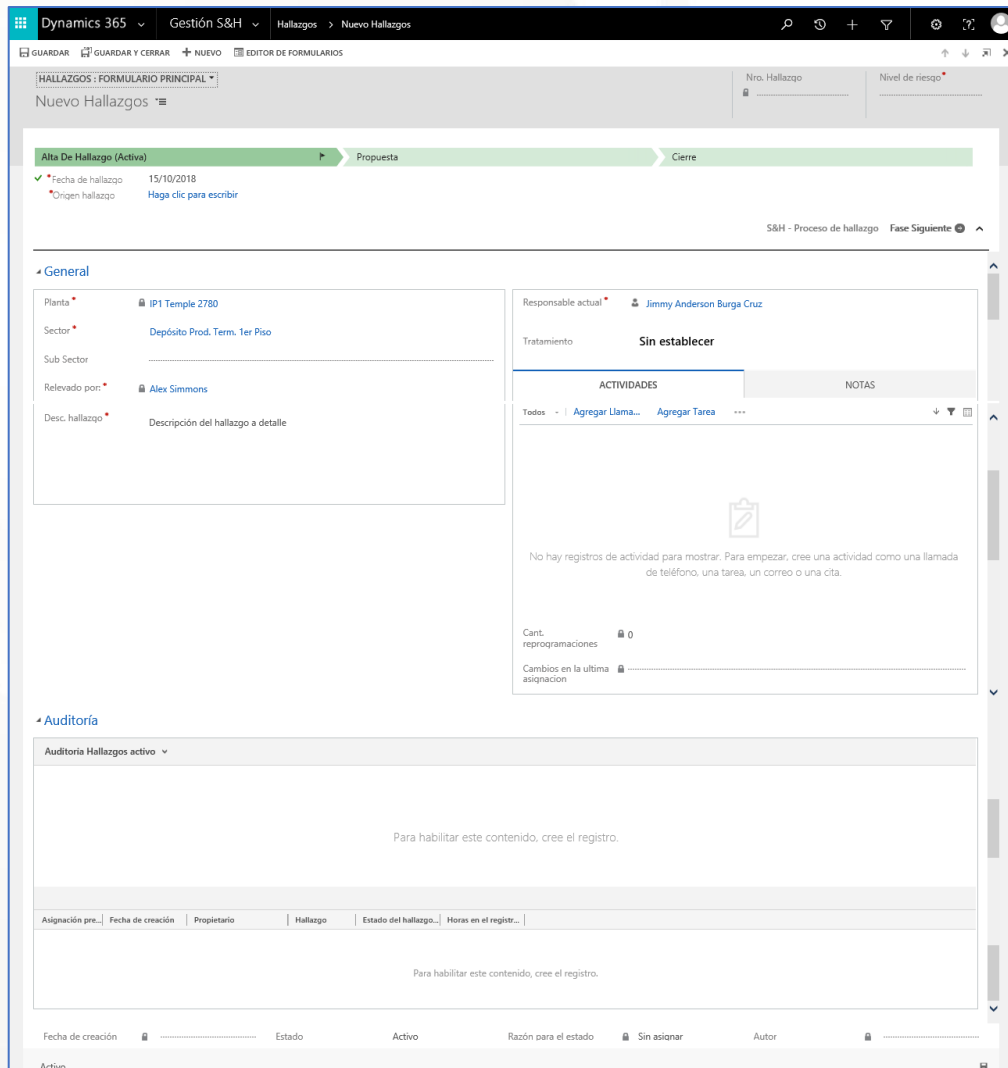 Dynamics 365 Gestión S&H Hallazgos > Nuevo Hallazgos
GUARDAR GUARDAR Y CERRAR + NUEVO EDITOR DE FORMULARIOS
HALLAZGOS : FORMULARIO PRINCIPAL
Nuevo Hallazgos
Nro. Hallazgo
Nivel de riesgo*
Alta De Hallazgo (Activa) Propuesta Cierre
*Fecha de hallazgo 15/10/2018
*Origen hallazgo Haga clic para escribir
S&H - Proceso de hallazgo Fase Siguiente
General
Planta * IP1 Temple 2780
Sector * Depósito Prod. Term. 1er Piso
Sub Sector
Relevado por: * Alex Simmons
Desc. hallazgo * Descripción del hallazgo a detalle
Responsable actual * Jimmy Anderson Burga Cruz
Tratamiento Sin establecer
ACTIVIDADES NOTAS
Todos - | Agregar Llama... Agregar Tarea ...
No hay registros de actividad para mostrar. Para empezar, cree una actividad como una llamada
de teléfono, una tarea, un correo o una cita.
Cant.
reprogramaciones 0
Cambios en la ultima
asignacion
Auditoría
Auditoria Hallazgos activo
Para habilitar este contenido, cree el registro.
Asignación pre... Fecha de creación Propietario Hallazgo Estado del hallazgo... Horas en el registr...
Para habilitar este contenido, cree el registro.
Fecha de creación Estado Activo Razón para el estado Sin asignar Autor
Activo